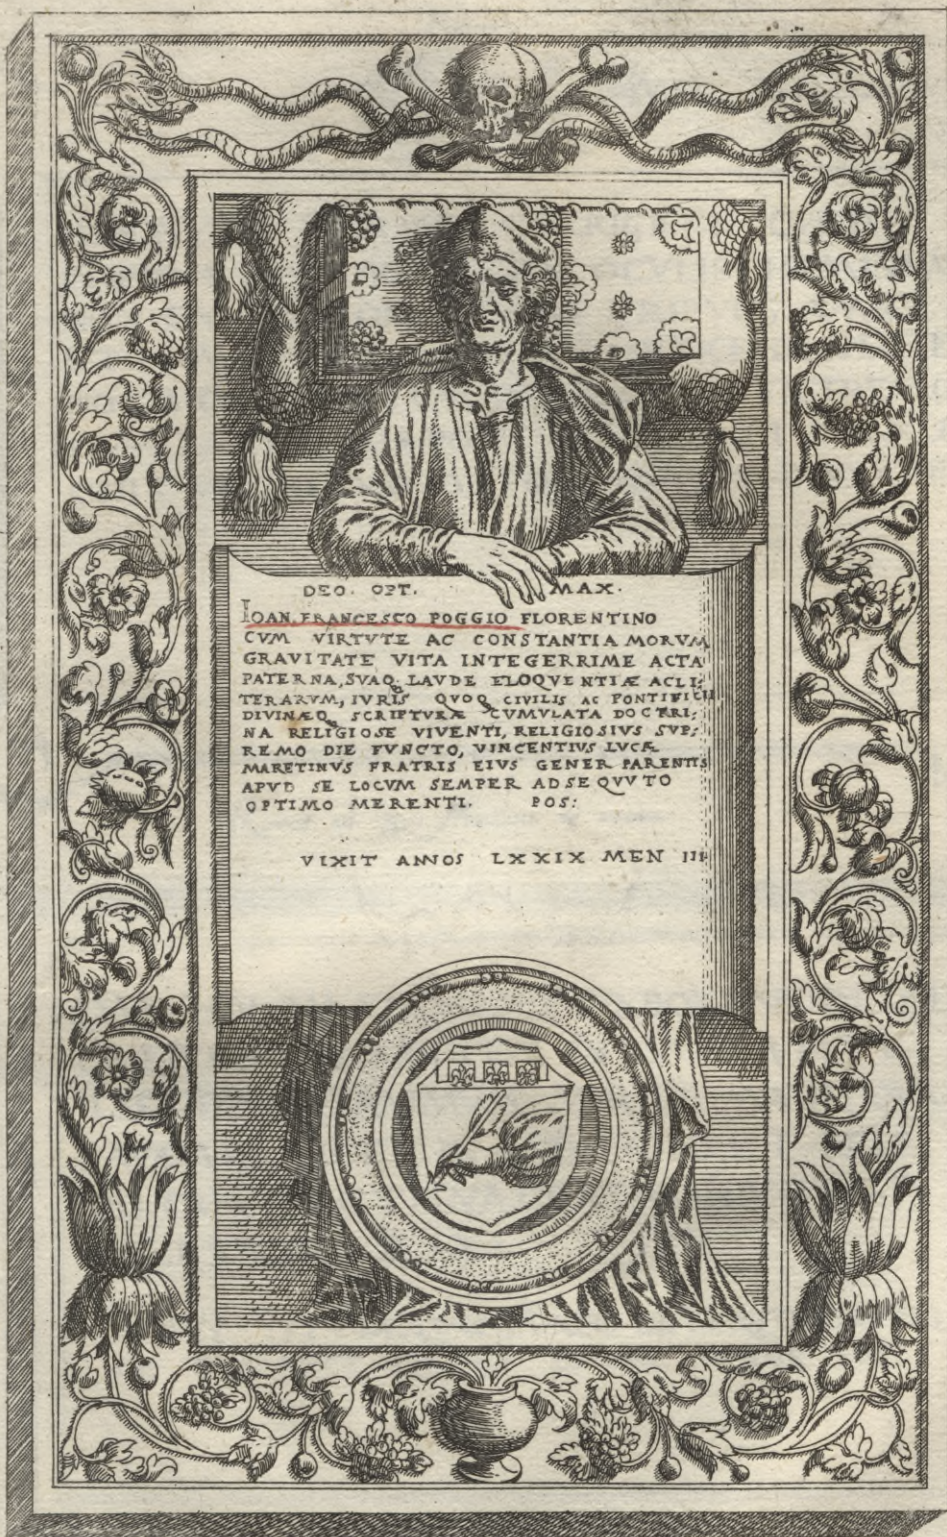 DEO. OPT. MAX.
IOAN. FRANCESCO POGGIO FLORENTINO
CVM VIRTVTE AC CONSTANTIA MORVM
GRAVITATE VITA INTEGERRIME ACTA
PATERNA, SVAQ. LAVDE ELOQVENTIÆ AC LI:
TERARVM, IVRIS QVOQ. CIVILIS AC PONTIFICII
DIVINÆQ. SCRIPTVRÆ CVMVLATA DOCTRI:
NA RELIGIOSE VIVENTI, RELIGIOSIVS SVP:
REMO DIE FVNCTO, VINCENTIVS LVCÆ
MARETINVS FRATRIS EIVS GENER PARENTIS
APVD SE LOCVM SEMPER ADSEQVVTO
OPTIMO MERENTI. POS:
VIXIT ANNOS LXXIX MEN III